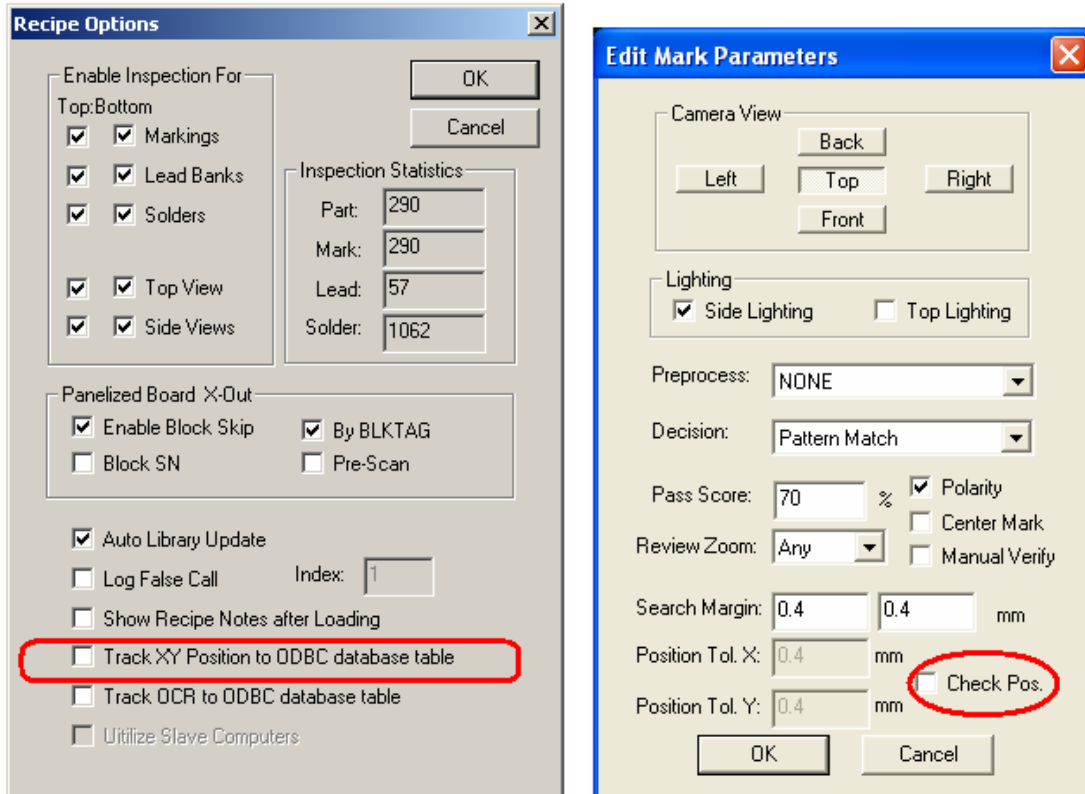 Recipe Options
Enable Inspection For
Top:Bottom
Markings
Lead Banks
Solders
Top View
Side Views
OK
Cancel
Inspection Statistics
Part: 290
Mark: 290
Lead: 57
Solder: 1062
Panelized Board X-Out
Enable Block Skip By BLKTAG
Block SN Pre-Scan
Auto Library Update
Log False Call Index: 1
Show Recipe Notes after Loading
Track XY Position to ODBC database table
Track OCR to ODBC database table
Uitilize Slave Computers
Edit Mark Parameters
Camera View
Back
Left Top Right
Front
Lighting
Side Lighting Top Lighting
Preprocess: NONE
Decision: Pattern Match
Pass Score: 70 % Polarity
Center Mark
Review Zoom: Any Manual Verify
Search Margin: 0.4 0.4 mm
Position Tol. X: 0.4 mm
Check Pos.
Position Tol. Y: 0.4 mm
OK Cancel